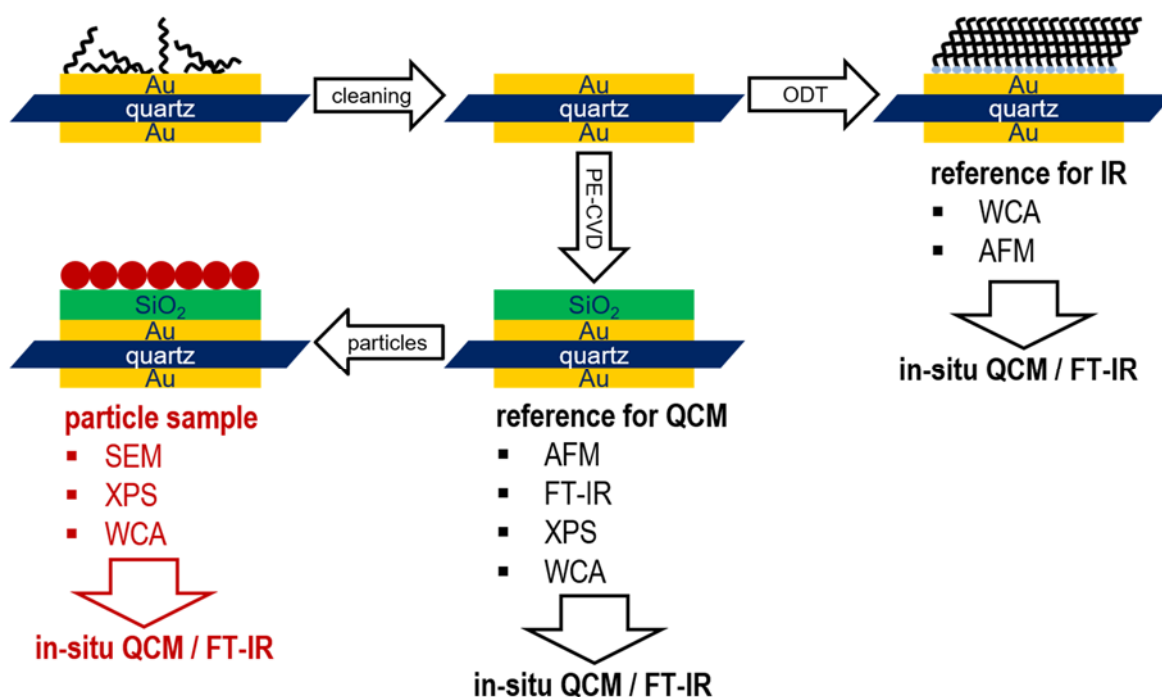 Au
quartz
Au
cleaning
Au
quartz
Au
ODT
Au
quartz
Au
reference for IR
▪ WCA
▪ AFM
in-situ QCM / FT-IR
PE-CVD
SiO₂
Au
quartz
Au
particles
SiO₂
Au
quartz
Au
particle sample
▪ SEM
▪ XPS
▪ WCA
in-situ QCM / FT-IR
reference for QCM
▪ AFM
▪ FT-IR
▪ XPS
▪ WCA
in-situ QCM / FT-IR